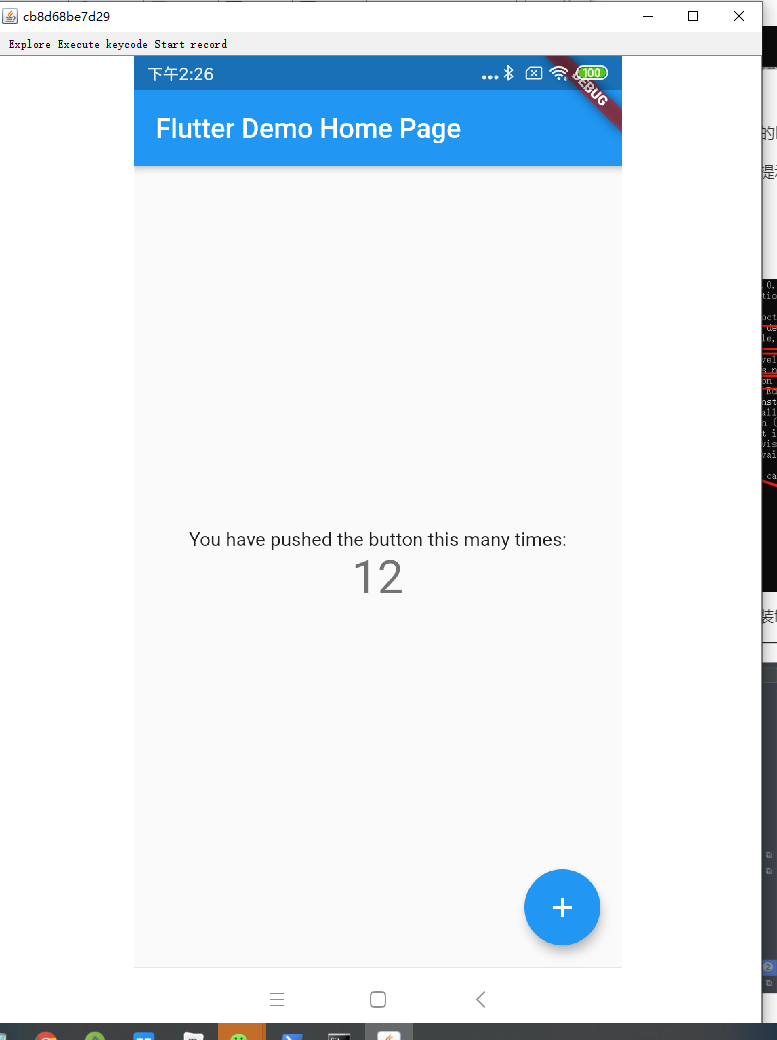 cb8d68be7d29
Explore Execute keycode Start record
下午2:26
100
DEBUG
Flutter Demo Home Page
You have pushed the button this many times:
12